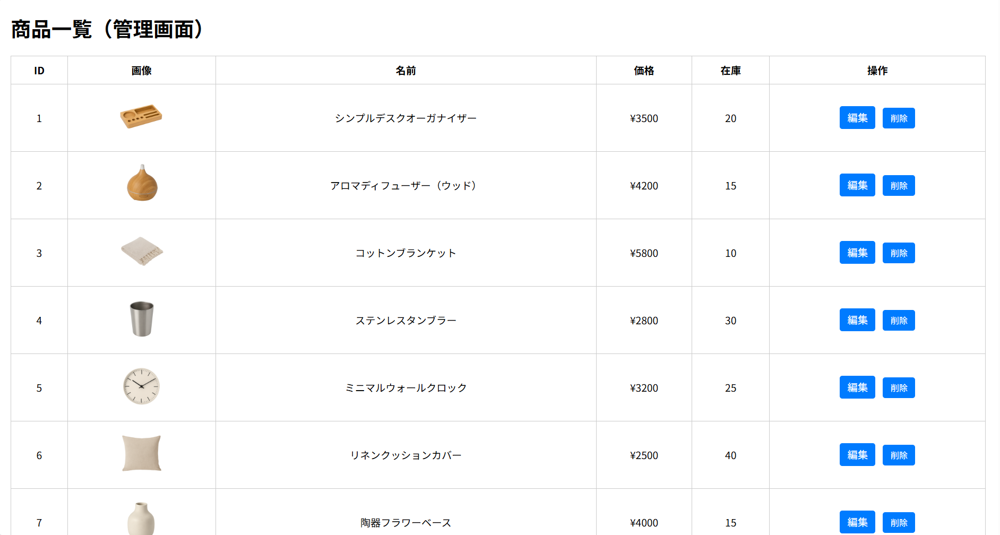 商品一覧（管理画面）
ID 画像 名前 価格 在庫 操作
1 シンプルデスクオーガナイザー ¥3500 20 編集 削除
2 アロマディフューザー（ウッド） ¥4200 15 編集 削除
3 コットンブランケット ¥5800 10 編集 削除
4 ステンレスタンブラー ¥2800 30 編集 削除
5 ミニマルウォールクロック ¥3200 25 編集 削除
6 リネンクッションカバー ¥2500 40 編集 削除
7 陶器フラワーベース ¥4000 15 編集 削除